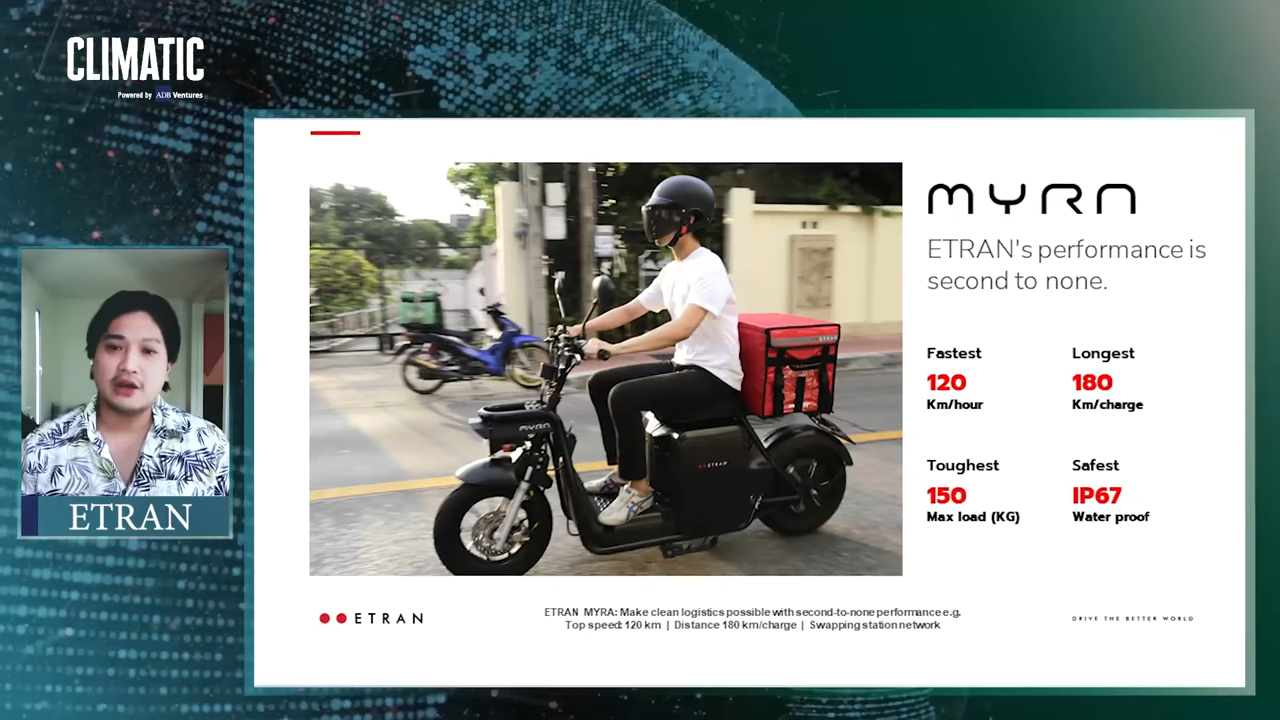 CLIMATIC
Powered by ADB Ventures
MYRA
ETRAN's performance is
second to none.
Fastest
120
Km/hour
Longest
180
Km/charge
Toughest
150
Max load (KG)
Safest
IP67
Water proof
MYRA
ETRAN
ETRAN
ETRAN
ETRAN
ETRAN MYRA: Make clean logistics possible with second-to-none performance e.g.
Top speed: 120 km | Distance 180 km/charge | Swapping station network
DRIVE THE BETTER WORLD